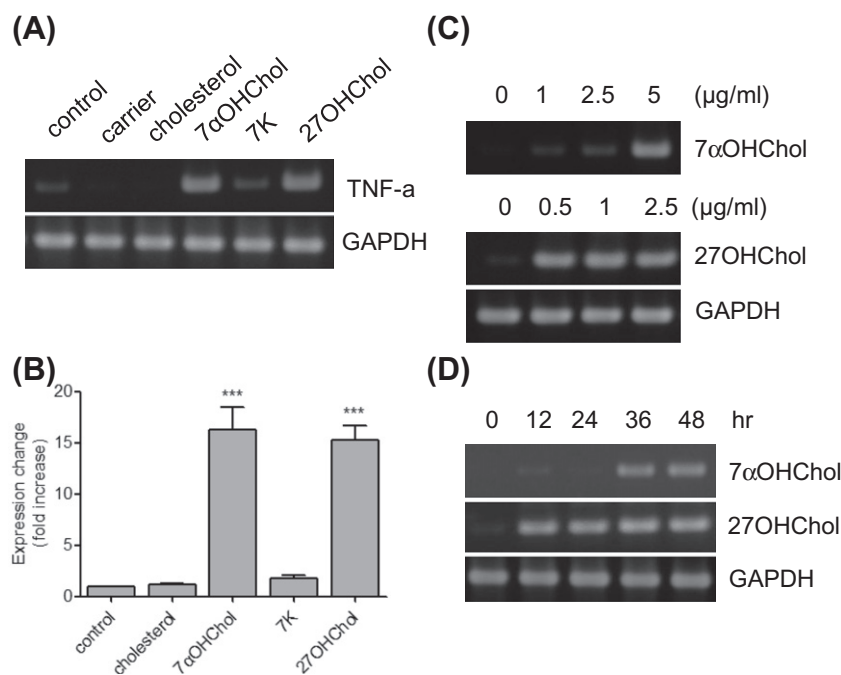 (A)
control carrier cholesterol 7αOHChol 7K 27OHChol
TNF-a
GAPDH
(B)
20
15
10
5
0
Expression change
(fold increase)
***
***
control cholesterol 7αOHChol 7K 27OHChol
(C)
0 1 2.5 5 (µg/ml)
7αOHChol
0 0.5 1 2.5 (µg/ml)
27OHChol
GAPDH
(D)
0 12 24 36 48 hr
7αOHChol
27OHChol
GAPDH